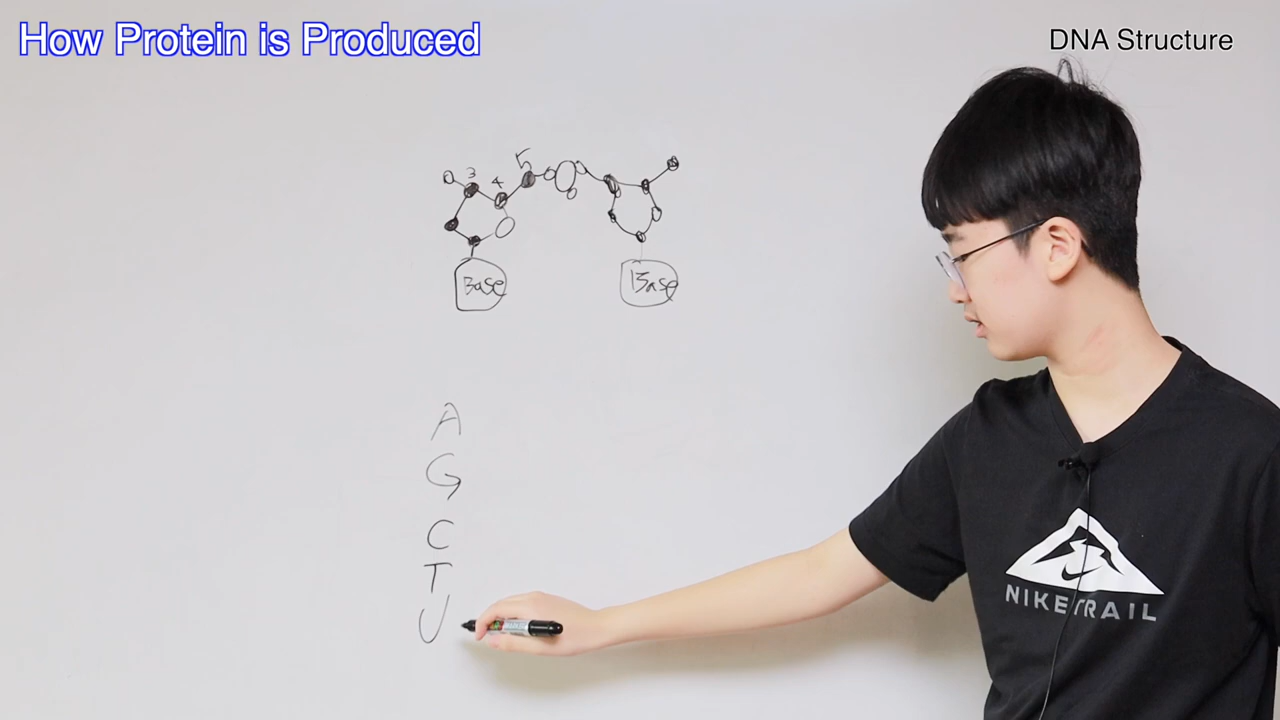 How Protein is Produced
DNA Structure
5
3
4
Base
Base
A
G
C
T
U
NIKE TRAIL